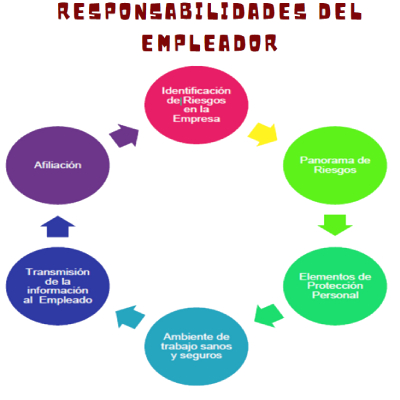 RESPONSABILIDADES DEL
EMPLEADOR
Identificación
de Riesgos
en la
Empresa
Panorama de
Riesgos
Elementos de
Protección
Personal
Ambiente de
trabajo sanos
y seguros
Transmisión
de la
información
al Empleado
Afiliación